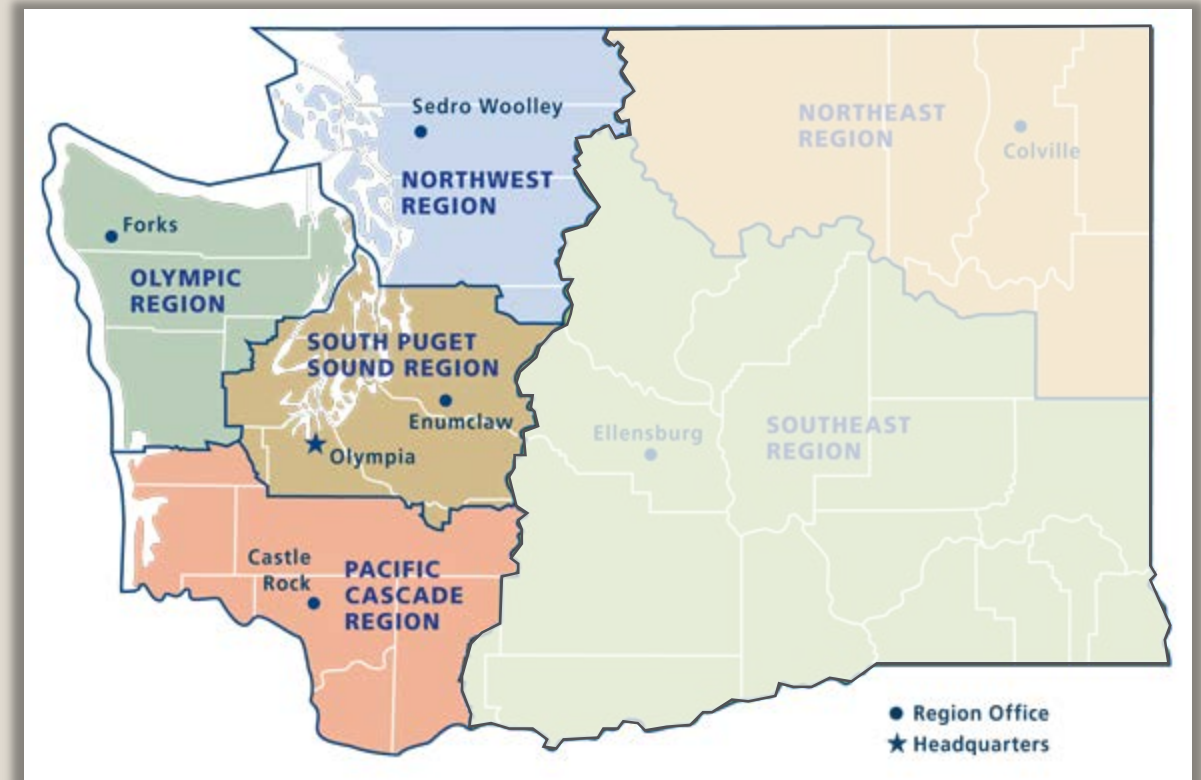 Sedro Woolley
NORTHWEST
REGION
NORTHEAST
REGION
Colville
Forks
OLYMPIC
REGION
SOUTH PUGET
SOUND REGION
Enumclaw
Olympia
Ellensburg
SOUTHEAST
REGION
Castle
Rock
PACIFIC
CASCADE
REGION
Region Office
Headquarters